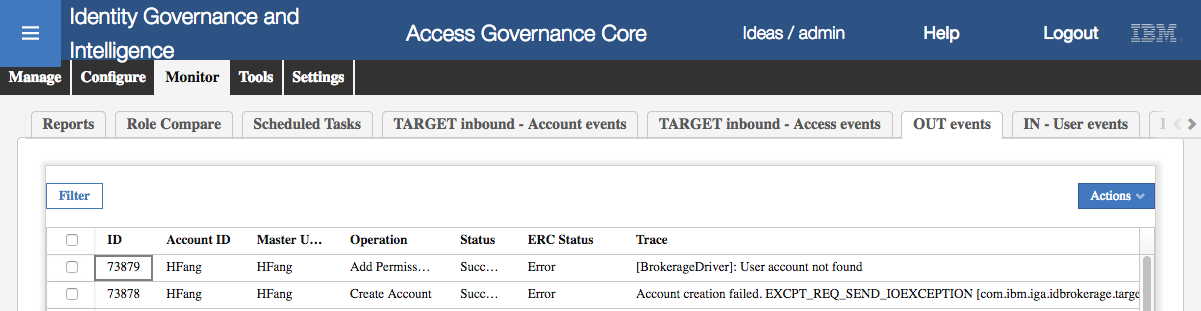 Identity Governance and
Intelligence
Access Governance Core
Ideas / admin
Help
Logout
IBM
Manage
Configure
Monitor
Tools
Settings
Reports
Role Compare
Scheduled Tasks
TARGET inbound - Account events
TARGET inbound - Access events
OUT events
IN - User events
Filter
Actions
ID Account ID Master U... Operation Status ERC Status Trace
73879 HFang HFang Add Permiss... Succ... Error [BrokerageDriver]: User account not found
73878 HFang HFang Create Account Succ... Error Account creation failed. EXCPT_REQ_SEND_IOEXCEPTION [com.ibm.iga.idbrokerage.targe